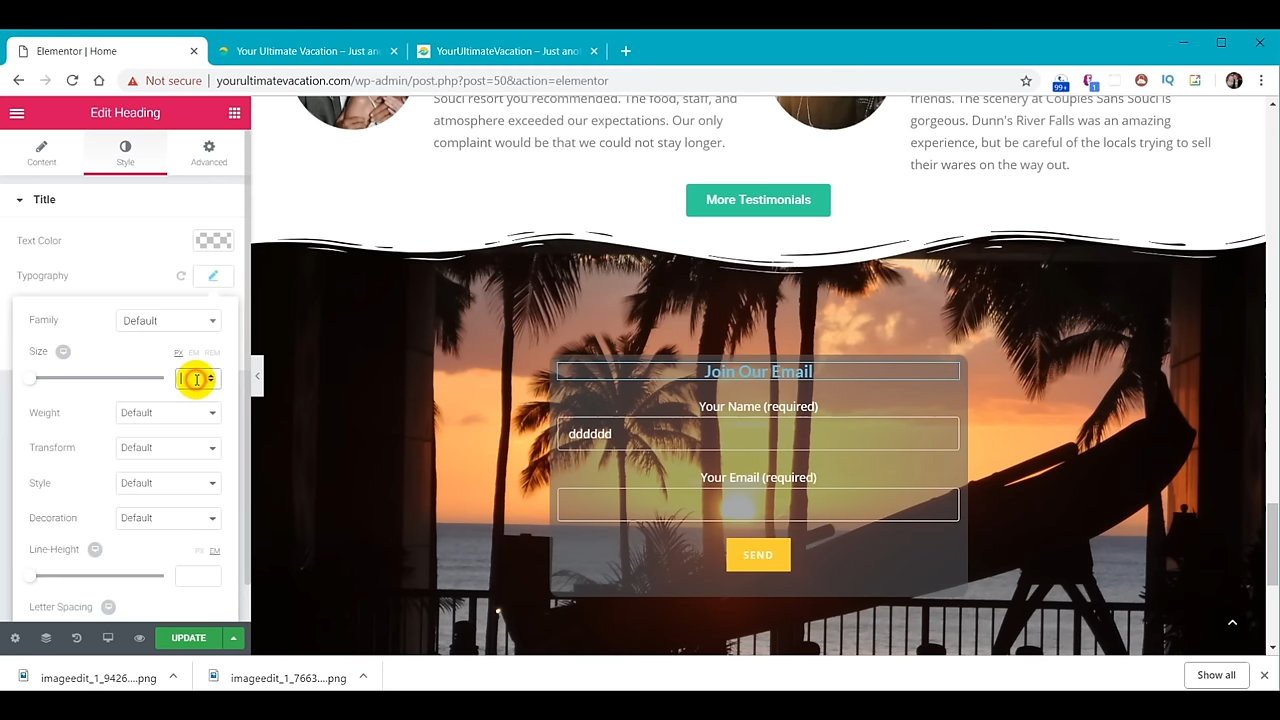 Elementor | Home
Your Ultimate Vacation – Just an
YourUltimateVacation – Just anot
Not secure | yourultimatevacation.com/wp-admin/post.php?post=50&action=elementor
99+
1
IQ
Edit Heading
Content
Style
Advanced
Title
Text Color
Typography
Family
Default
Size
PX EM REM
Weight
Default
Transform
Default
Style
Default
Decoration
Default
Line-Height
PX EM
Letter Spacing
UPDATE
Souci resort you recommended. The food, staff, and
atmosphere exceeded our expectations. Our only
complaint would be that we could not stay longer.
friends. The scenery at Couples Sans Souci is
gorgeous. Dunn's River Falls was an amazing
experience, but be careful of the locals trying to sell
their wares on the way out.
More Testimonials
Join Our Email
Your Name (required)
dddddd
Your Email (required)
SEND
imageedit_1_9426....png
imageedit_1_7663....png
Show all